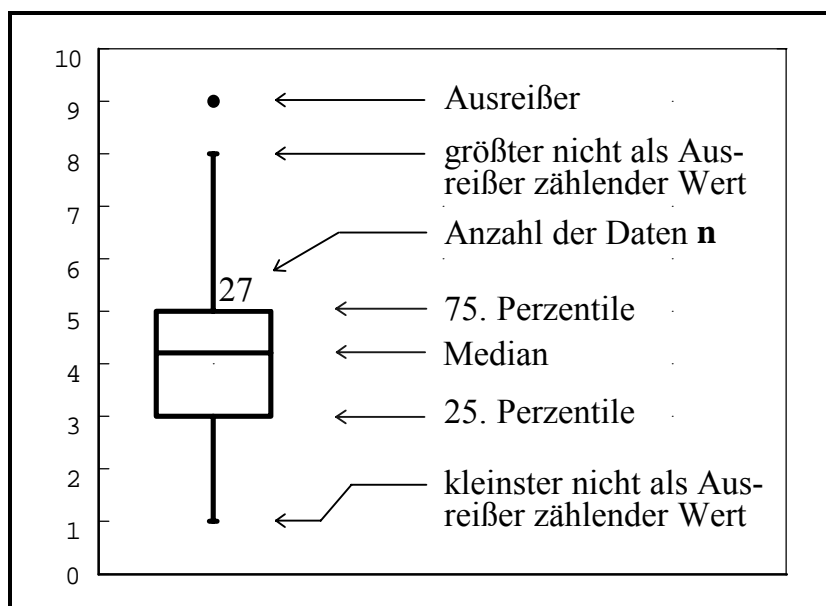 10
9
8
7
6
5
4
3
2
1
0
27
Ausreißer
größter nicht als Aus-
reißer zählender Wert
Anzahl der Daten n
75. Perzentile
Median
25. Perzentile
kleinster nicht als Aus-
reißer zählender Wert